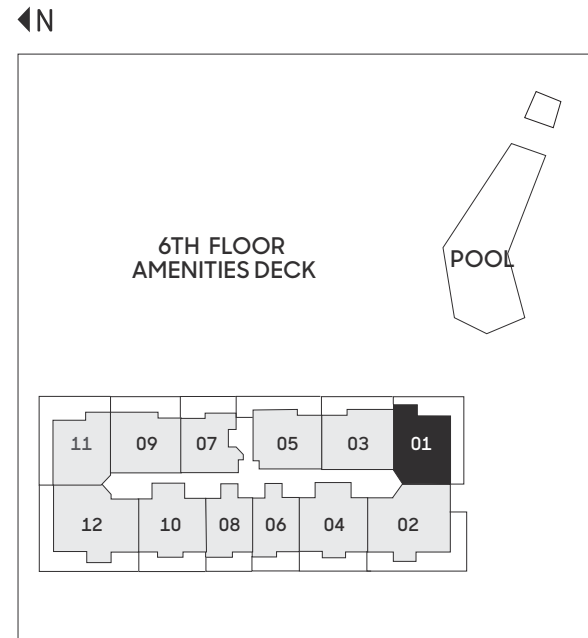 N
6TH FLOOR
AMENITIES DECK
POOL
11 09 07 05 03 01
12 10 08 06 04 02